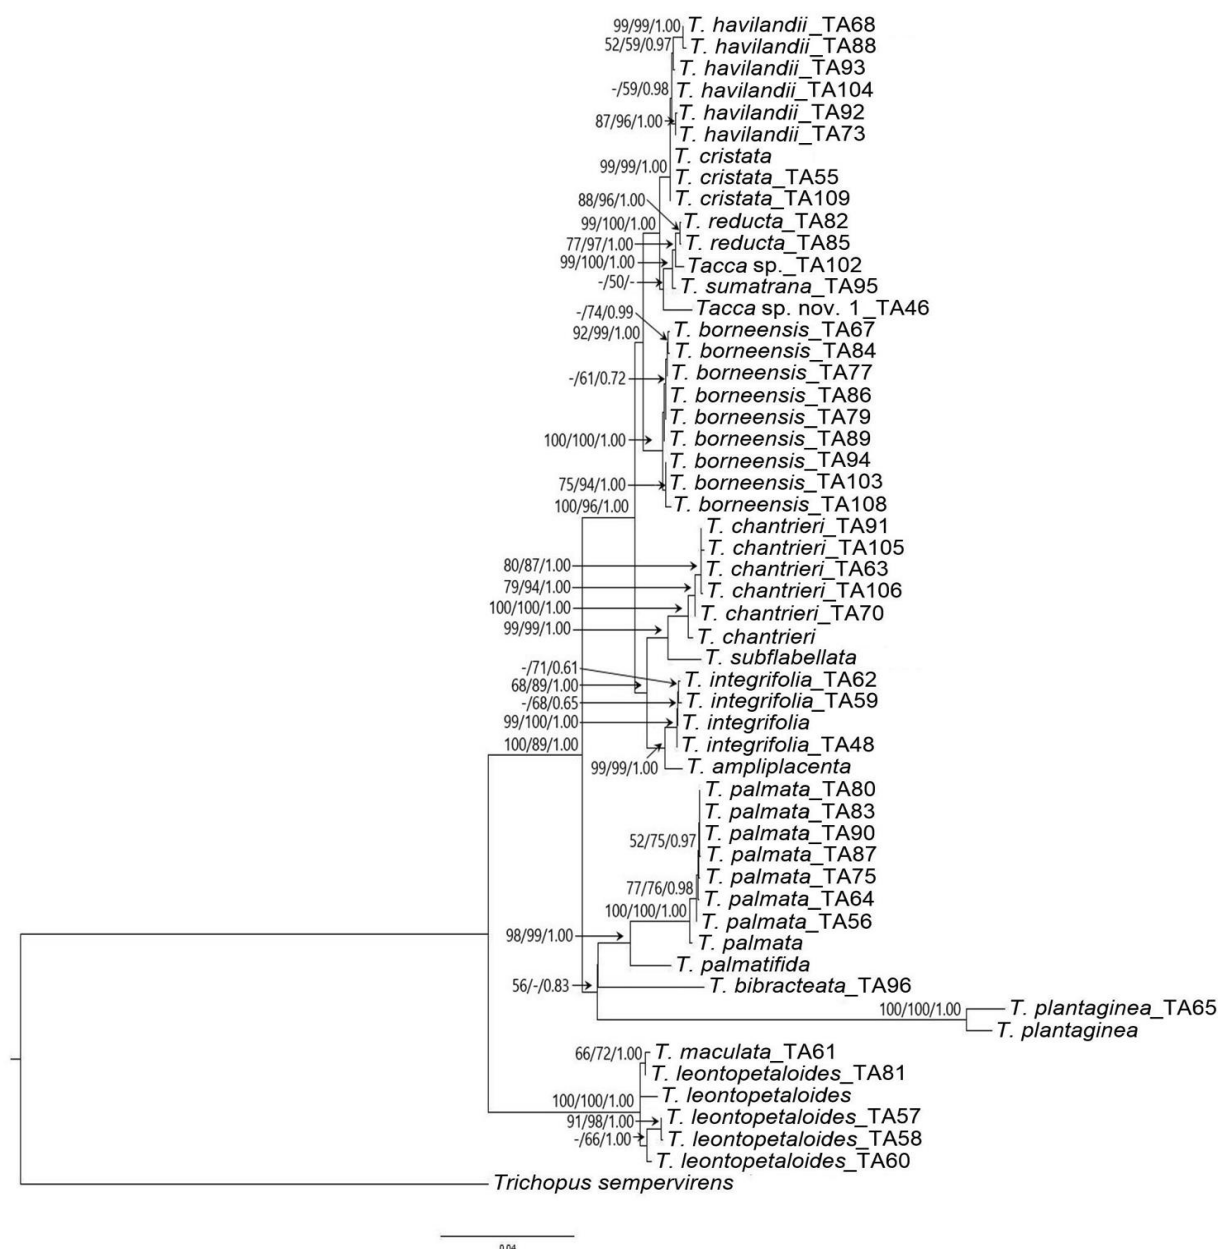 99/99/1.00 T. havilandii_TA68
52/59/0.97 T. havilandii_TA88
T. havilandii_TA93
-/59/0.98 T. havilandii_TA104
T. havilandii_TA92
87/96/1.00 T. havilandii_TA73
T. cristata
99/99/1.00 T. cristata_TA55
88/96/1.00 T. cristata_TA109
99/100/1.00 T. reducta_TA82
77/97/1.00 T. reducta_TA85
99/100/1.00 Tacca sp._TA102
-/50/- T. sumatrana_TA95
-/74/0.99 Tacca sp. nov. 1_TA46
92/99/1.00 T. borneensis_TA67
T. borneensis_TA84
-/61/0.72 T. borneensis_TA77
T. borneensis_TA86
T. borneensis_TA79
100/100/1.00 T. borneensis_TA89
T. borneensis_TA94
75/94/1.00 T. borneensis_TA103
100/96/1.00 T. borneensis_TA108
T. chantrieri_TA91
T. chantrieri_TA105
80/87/1.00 T. chantrieri_TA63
79/94/1.00 T. chantrieri_TA106
100/100/1.00 T. chantrieri_TA70
99/99/1.00 T. chantrieri
T. subflabellata
-/71/0.61 T. integrifolia_TA62
68/89/1.00
-/68/0.65 T. integrifolia_TA59
99/100/1.00 T. integrifolia
100/89/1.00 T. integrifolia_TA48
99/99/1.00 T. ampliplacenta
T. palmata_TA80
T. palmata_TA83
52/75/0.97 T. palmata_TA90
T. palmata_TA87
T. palmata_TA75
77/76/0.98 T. palmata_TA64
100/100/1.00 T. palmata_TA56
98/99/1.00 T. palmata
T. palmatifida
56/-/0.83 T. bibracteata_TA96
100/100/1.00 T. plantaginea_TA65
T. plantaginea
66/72/1.00 T. maculata_TA61
T. leontopetaloides_TA81
100/100/1.00 T. leontopetaloides
91/98/1.00 T. leontopetaloides_TA57
-/66/1.00 T. leontopetaloides_TA58
T. leontopetaloides_TA60
Trichopus sempervirens
0.04